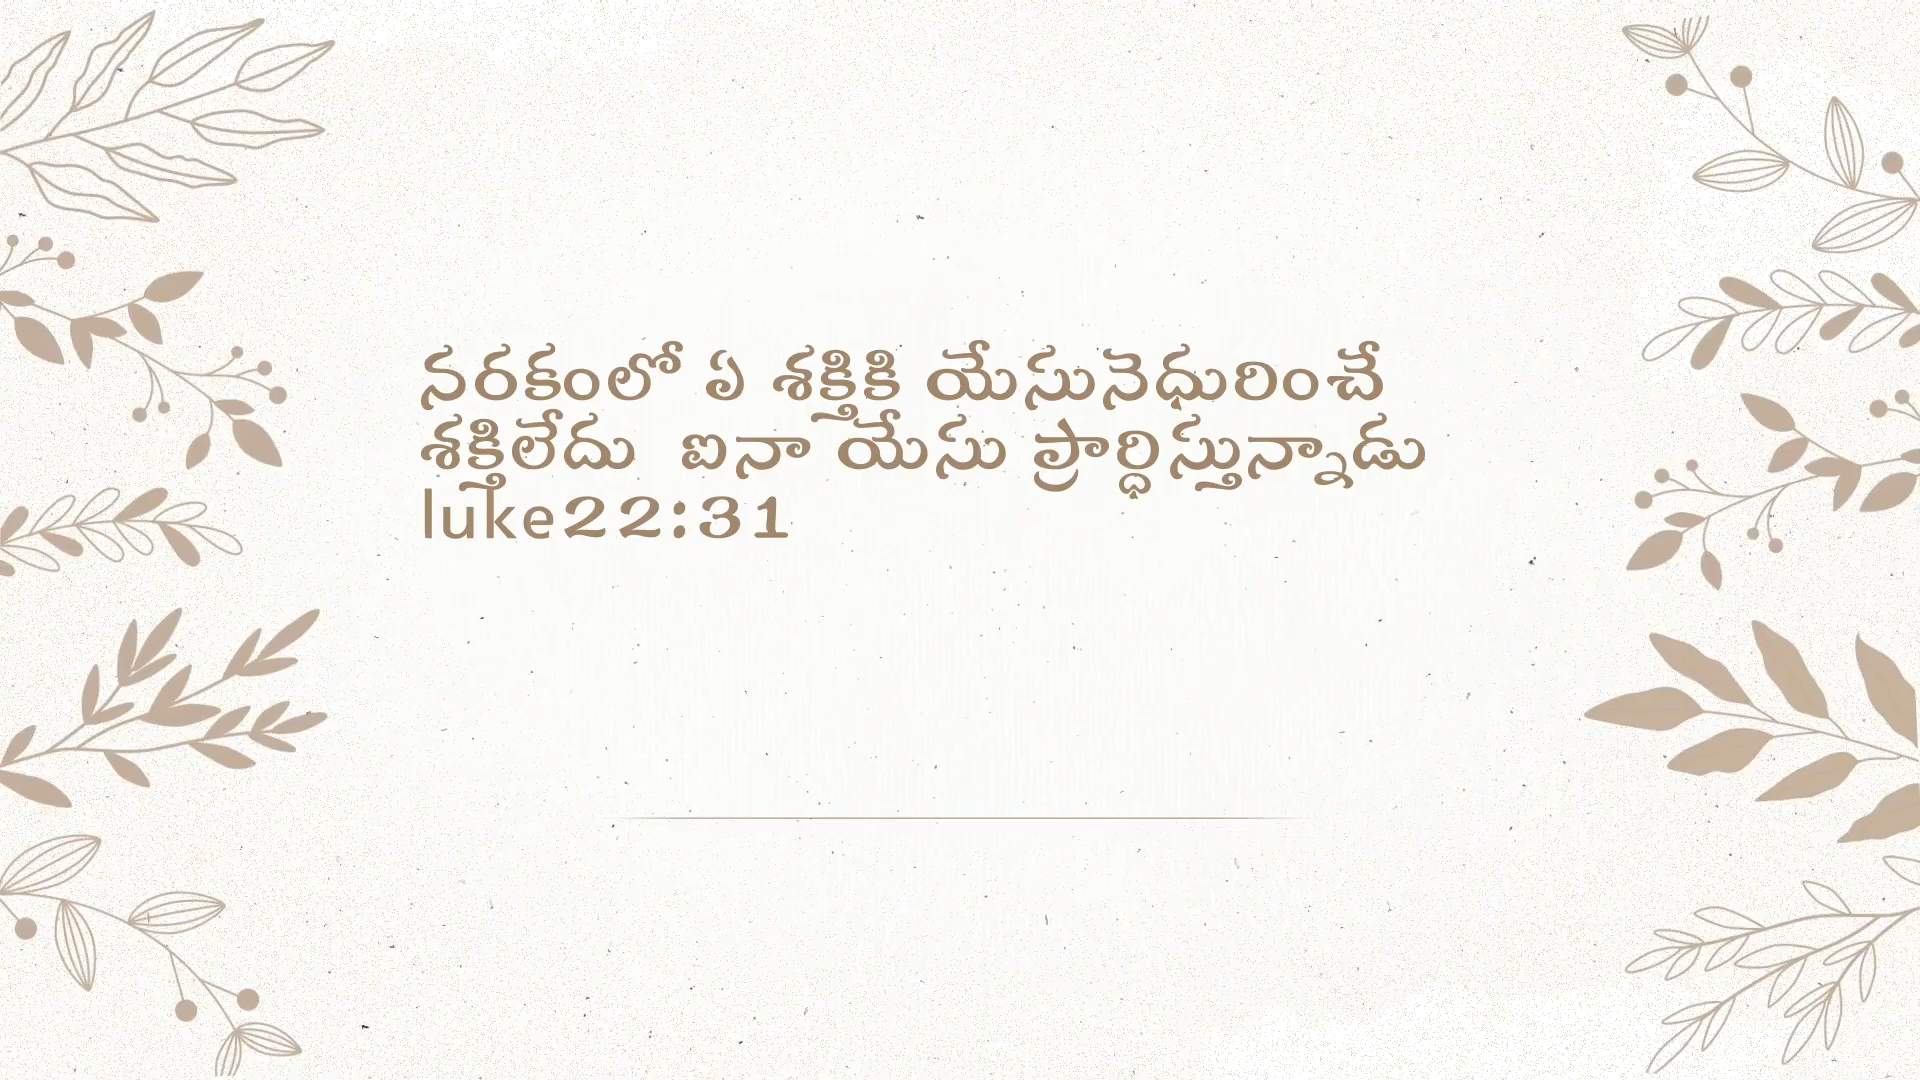 నరకంలో ఏ శక్తికి యేసునెధురించే
శక్తిలేదు  ఐనా యేసు ప్రార్ధిస్తున్నాడు
luke22:31